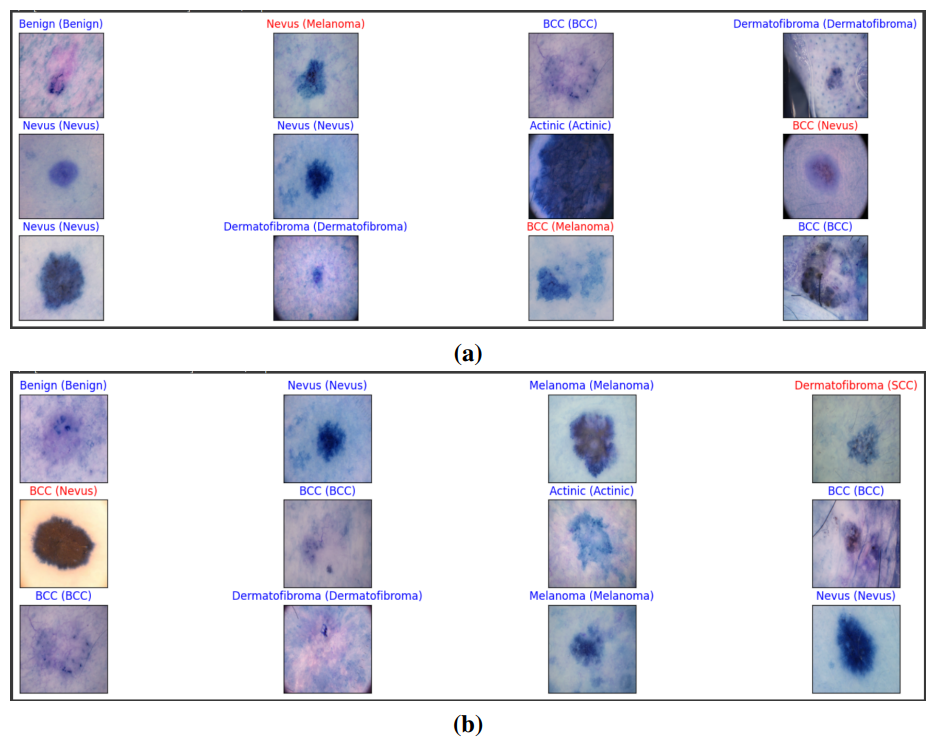 Benign (Benign) Nevus (Melanoma) BCC (BCC) Dermatofibroma (Dermatofibroma)
Nevus (Nevus) Nevus (Nevus) Actinic (Actinic) BCC (Nevus)
Nevus (Nevus) Dermatofibroma (Dermatofibroma) BCC (Melanoma) BCC (BCC)
(a)
Benign (Benign) Nevus (Nevus) Melanoma (Melanoma) Dermatofibroma (SCC)
BCC (Nevus) BCC (BCC) Actinic (Actinic) BCC (BCC)
BCC (BCC) Dermatofibroma (Dermatofibroma) Melanoma (Melanoma) Nevus (Nevus)
(b)